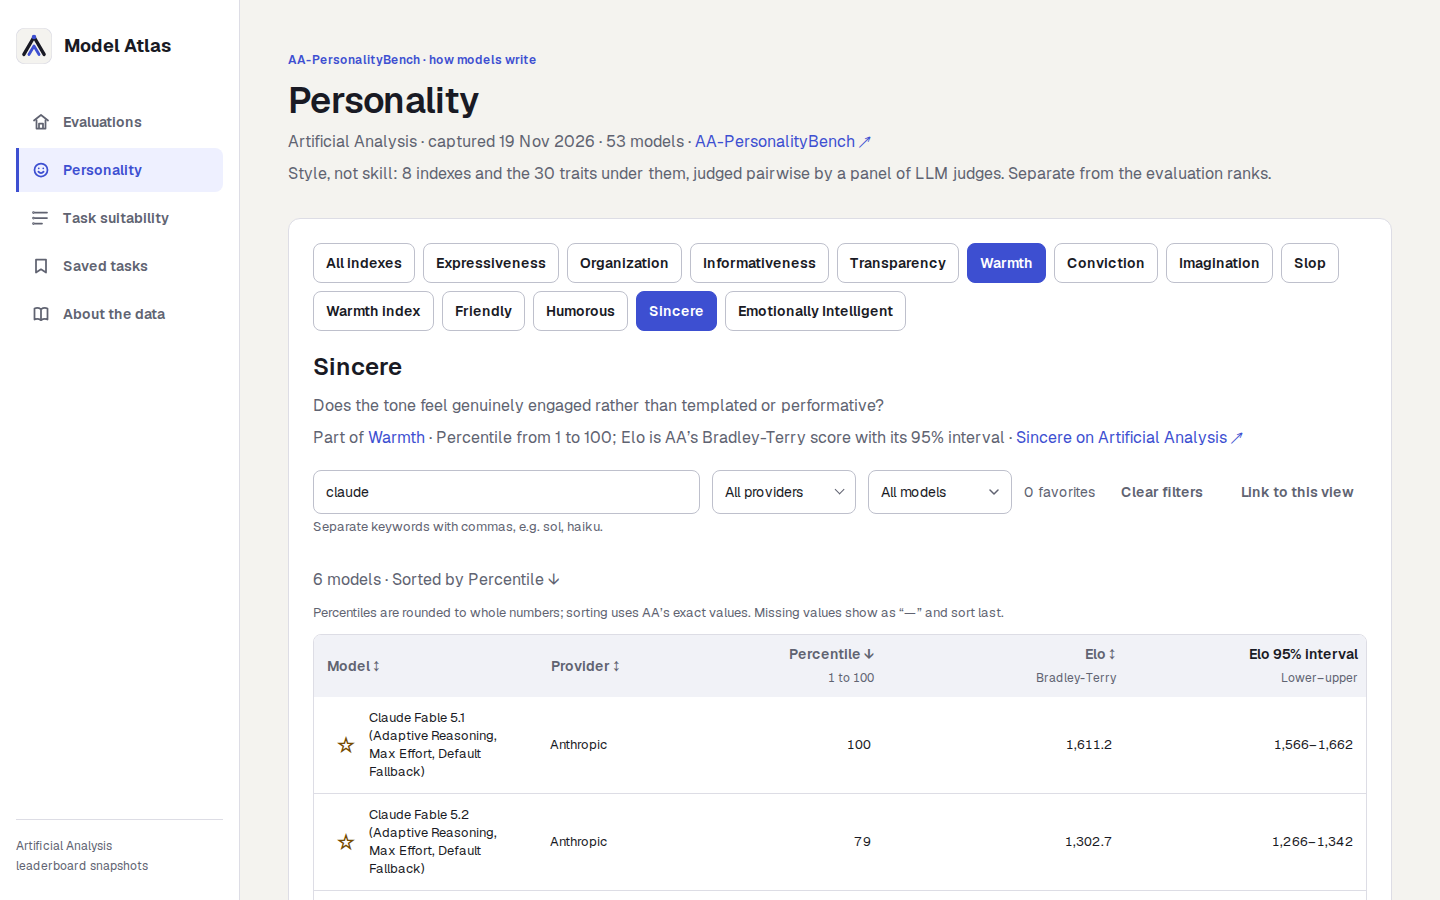 Model Atlas
Evaluations
Personality
Task suitability
Saved tasks
About the data
Artificial Analysis
leaderboard snapshots
AA-PersonalityBench · how models write
Personality
Artificial Analysis · captured 19 Nov 2026 · 53 models · AA-PersonalityBench ↗
Style, not skill: 8 indexes and the 30 traits under them, judged pairwise by a panel of LLM judges. Separate from the evaluation ranks.
All indexes Expressiveness Organization Informativeness Transparency Warmth Conviction Imagination Slop
Warmth index Friendly Humorous Sincere Emotionally intelligent
Sincere
Does the tone feel genuinely engaged rather than templated or performative?
Part of Warmth · Percentile from 1 to 100; Elo is AA’s Bradley-Terry score with its 95% interval · Sincere on Artificial Analysis ↗
claude All providers All models 0 favorites Clear filters Link to this view
Separate keywords with commas, e.g. sol, haiku.
6 models · Sorted by Percentile ↓
Percentiles are rounded to whole numbers; sorting uses AA’s exact values. Missing values show as “—” and sort last.
Model ↕ Provider ↕ Percentile ↓ Elo ↕ Elo 95% interval
1 to 100 Bradley-Terry Lower–upper
Claude Fable 5.1
(Adaptive Reasoning,
Max Effort, Default
Fallback)
Anthropic 100 1,611.2 1,566–1,662
Claude Fable 5.2
(Adaptive Reasoning,
Max Effort, Default
Fallback)
Anthropic 79 1,302.7 1,266–1,342